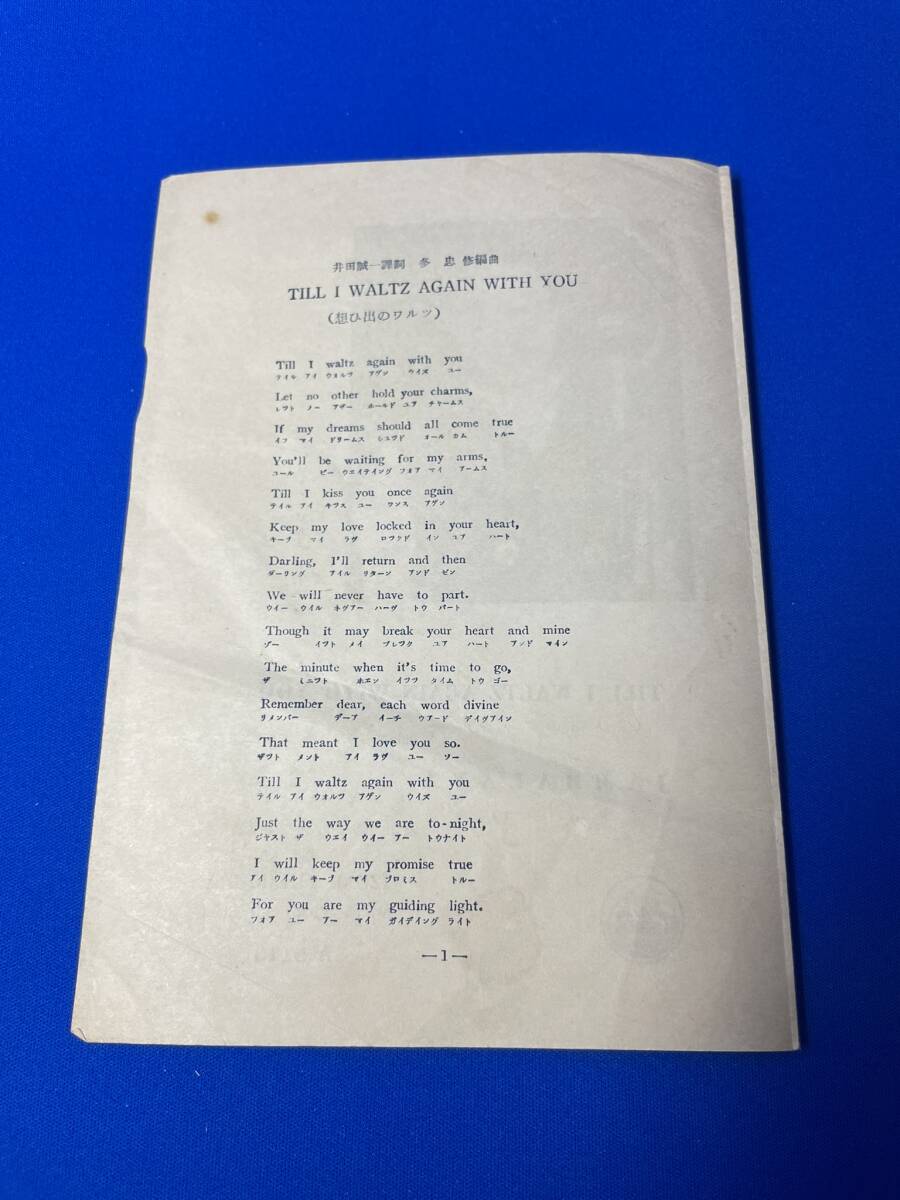 井田誠一譯詞 多 忠 修編曲
TILL I WALTZ AGAIN WITH YOU
(想ひ出のワルツ)
Till I waltz again with you
テイル アイ ウオルツ アゲン ウイズ ユー
Let no other hold your charms,
レツト ノー アザー ホールド ユア チヤームス
If my dreams should all come true
イフ マイ ドリームス シユツド オール カム トルー
You'll be waiting for my arms,
ユール ビー ウエイテイング フオア マイ アームス
Till I kiss you once again
テイル アイ キツス ユー ワンス アゲン
Keep my love locked in your heart,
キープ マイ ラヴ ロツクド イン ユア ハート
Darling, I'll return and then
ダーリング アイル リターン アンド ゼン
We will never have to part.
ウイー ウイル ネヴアー ハーヴ トウ パート
Though it may break your heart and mine
ゾー イツト メイ ブレツク ユア ハート アンド マイン
The minute when it's time to go,
ザ ミニツト ホエン イツツ タイム トウ ゴー
Remember dear, each word divine
リメンバー デーア イーチ ウアード デイヴアイン
That meant I love you so.
ザツト メント アイ ラヴ ユー ソー
Till I waltz again with you
テイル アイ ウオルツ アゲン ウイズ ユー
Just the way we are to-night,
ジヤスト ザ ウエイ ウイー アー トウナイト
I will keep my promise true
アイ ウイル キープ マイ プロミス トルー
For you are my guiding light.
フオア ユー アー マイ ガイデイング ライト
—1—